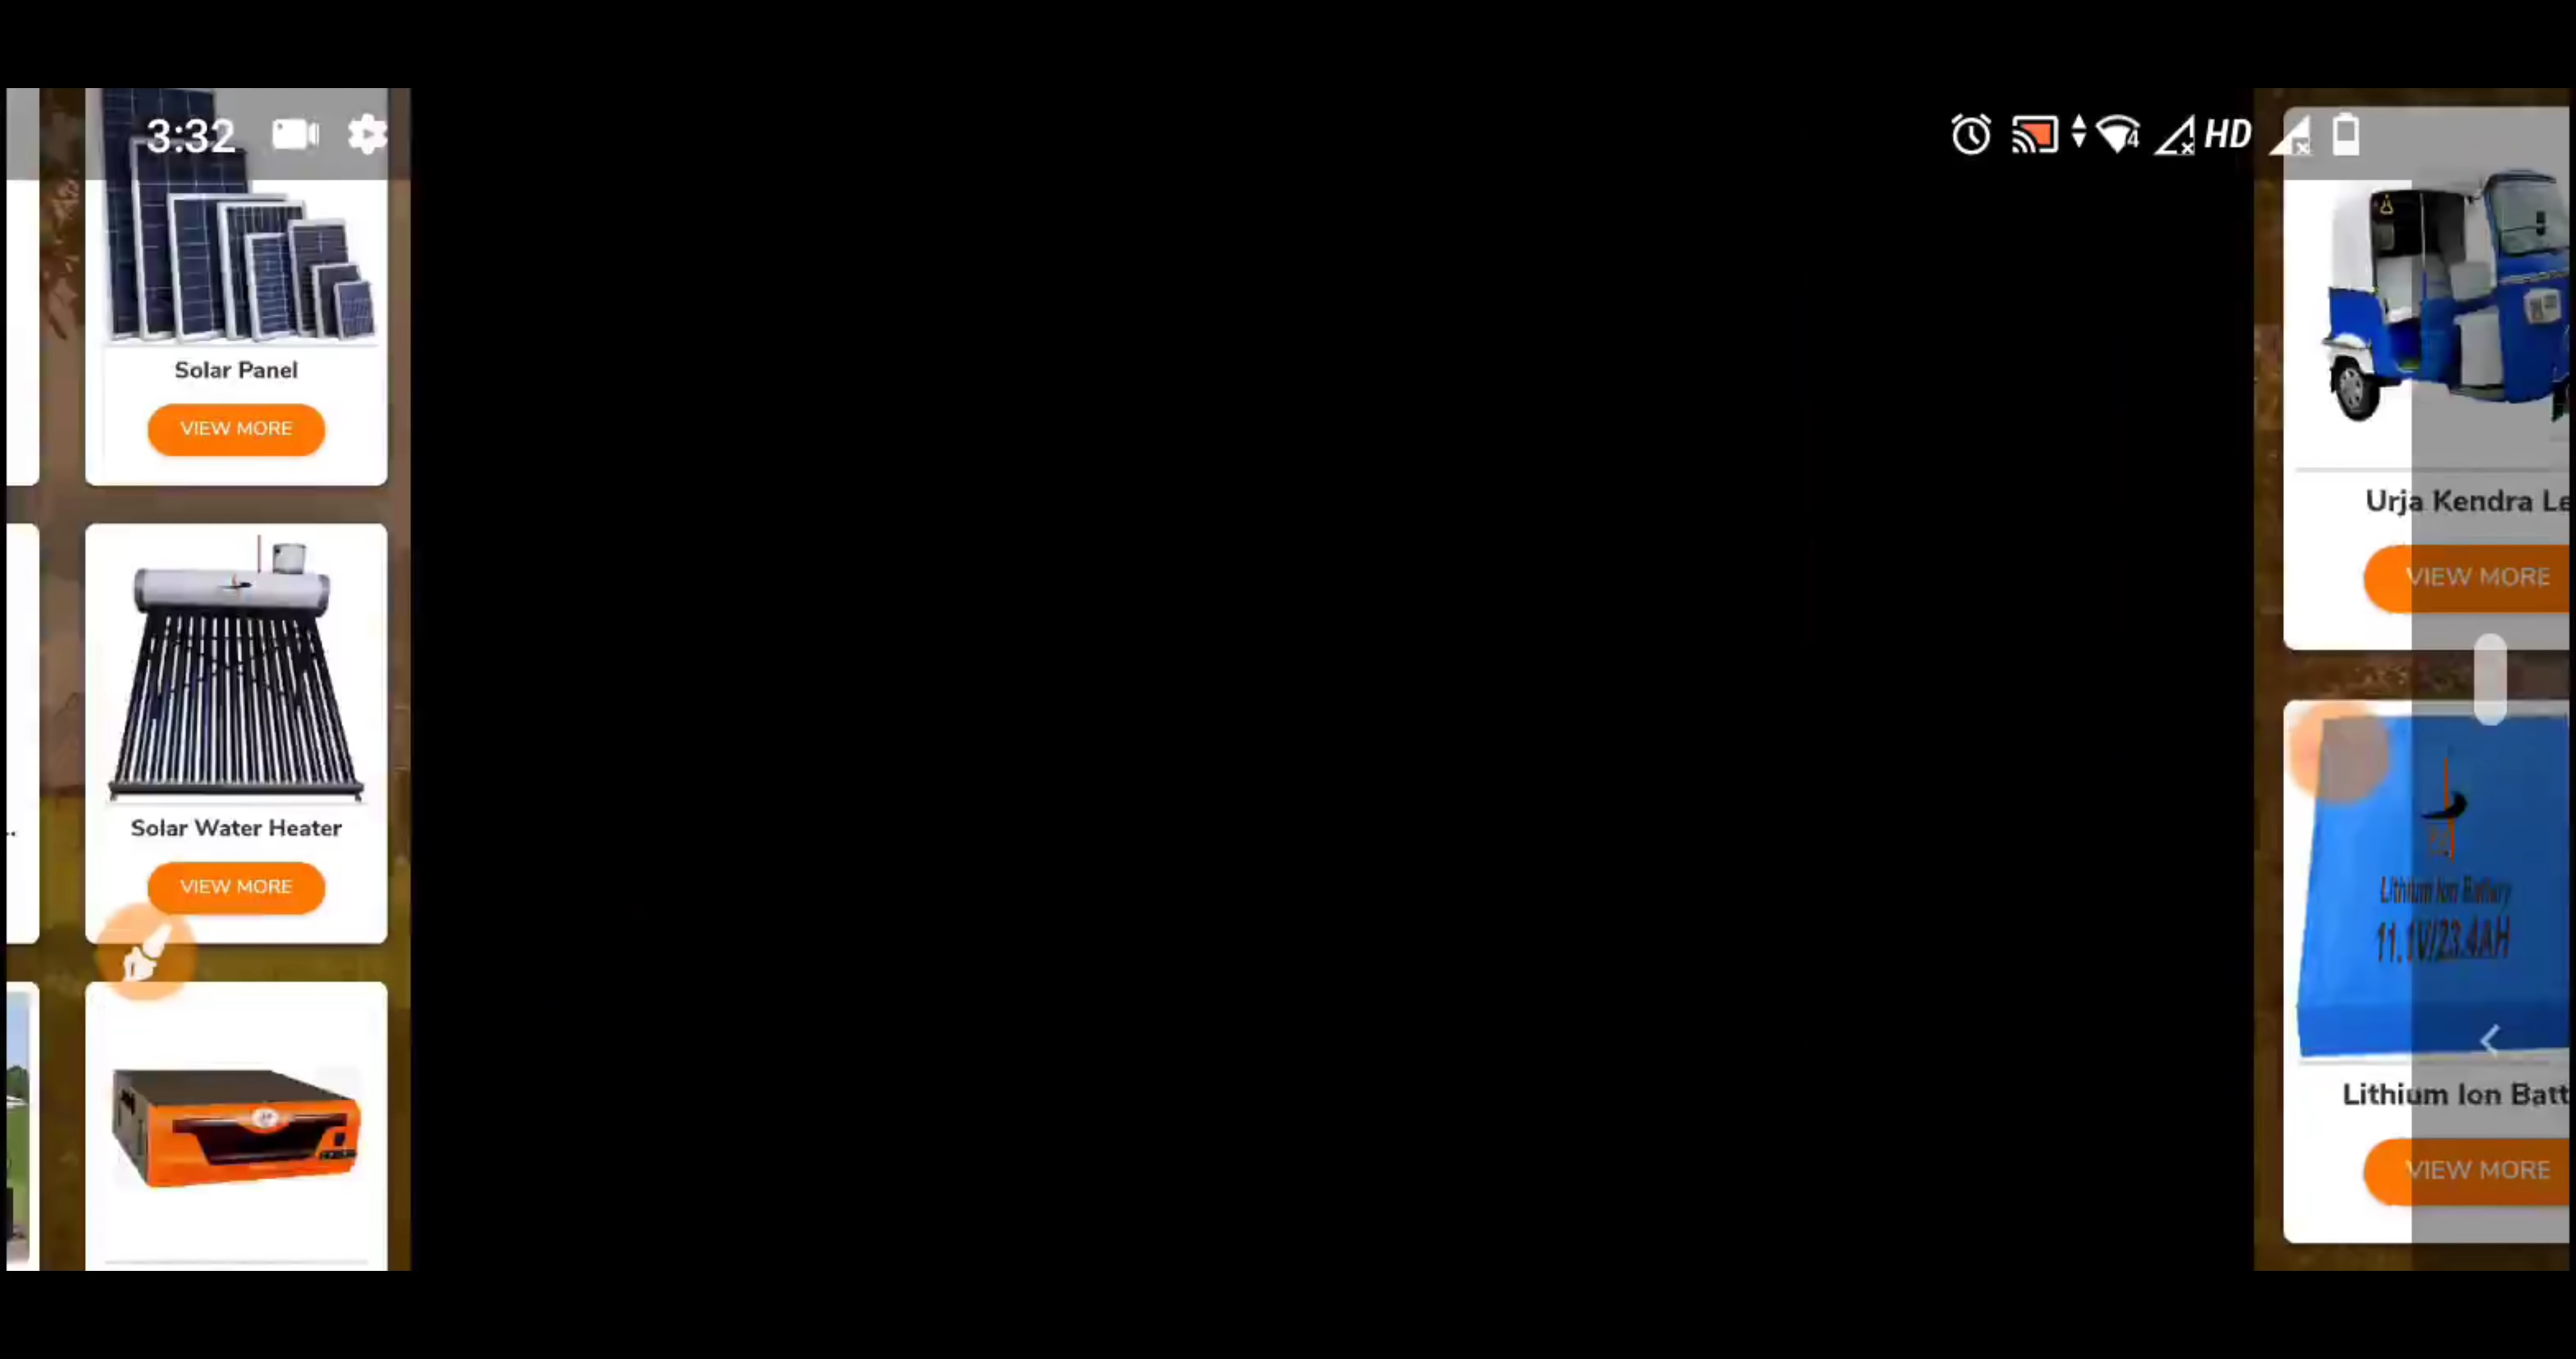 3:32
4
HD
Solar Panel
VIEW MORE
Solar Water Heater
VIEW MORE
..
Urja Kendra Le
VIEW MORE
Lithium Ion Battery
11.1V/23.4AH
Lithium Ion Batt
VIEW MORE